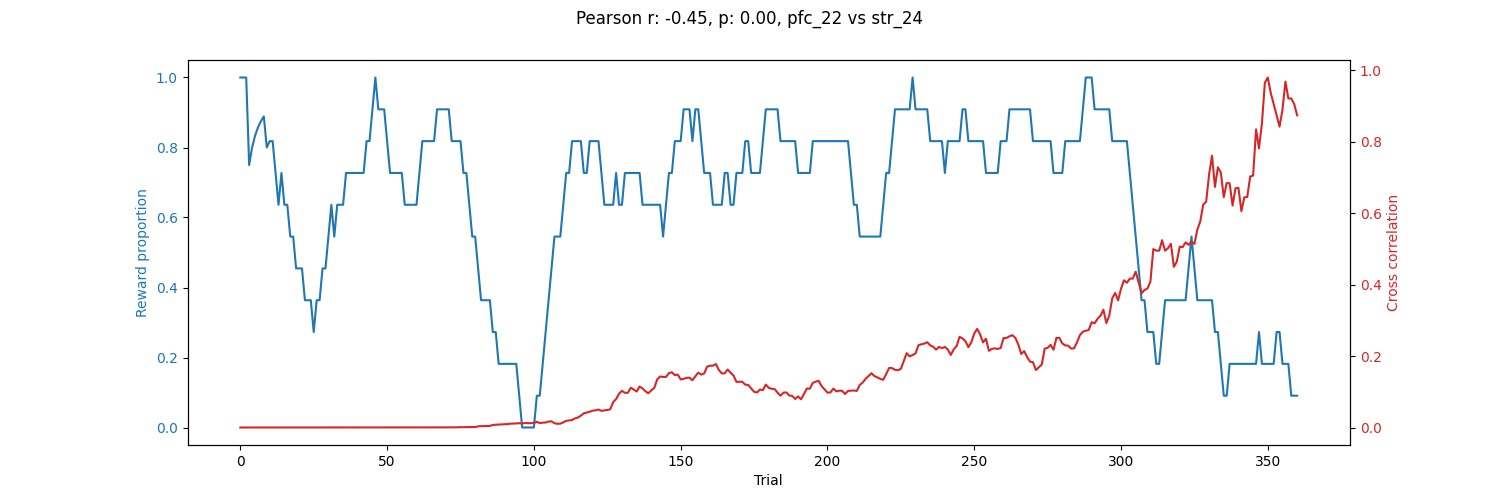 Pearson r: -0.45, p: 0.00, pfc_22 vs str_24
1.0
0.8
0.6
0.4
0.2
0.0
Reward proportion
1.0
0.8
0.6
0.4
0.2
0.0
Cross correlation
0 50 100 150 200 250 300 350
Trial